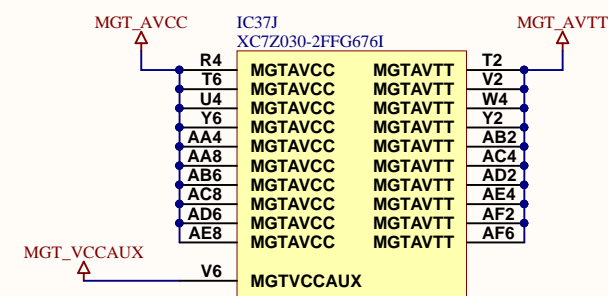 MGT_AVCC IC37J MGT_AVTT
XC7Z030-2FFG676I
R4 MGTAVCC MGTAVTT T2
T6 MGTAVCC MGTAVTT V2
U4 MGTAVCC MGTAVTT W4
Y6 MGTAVCC MGTAVTT Y2
AA4 MGTAVCC MGTAVTT AB2
AA8 MGTAVCC MGTAVTT AC4
AB6 MGTAVCC MGTAVTT AD2
AC8 MGTAVCC MGTAVTT AE4
AD6 MGTAVCC MGTAVTT AF2
AE8 MGTAVCC MGTAVTT AF6
MGT_VCCAUX
V6 MGTVCCAUX